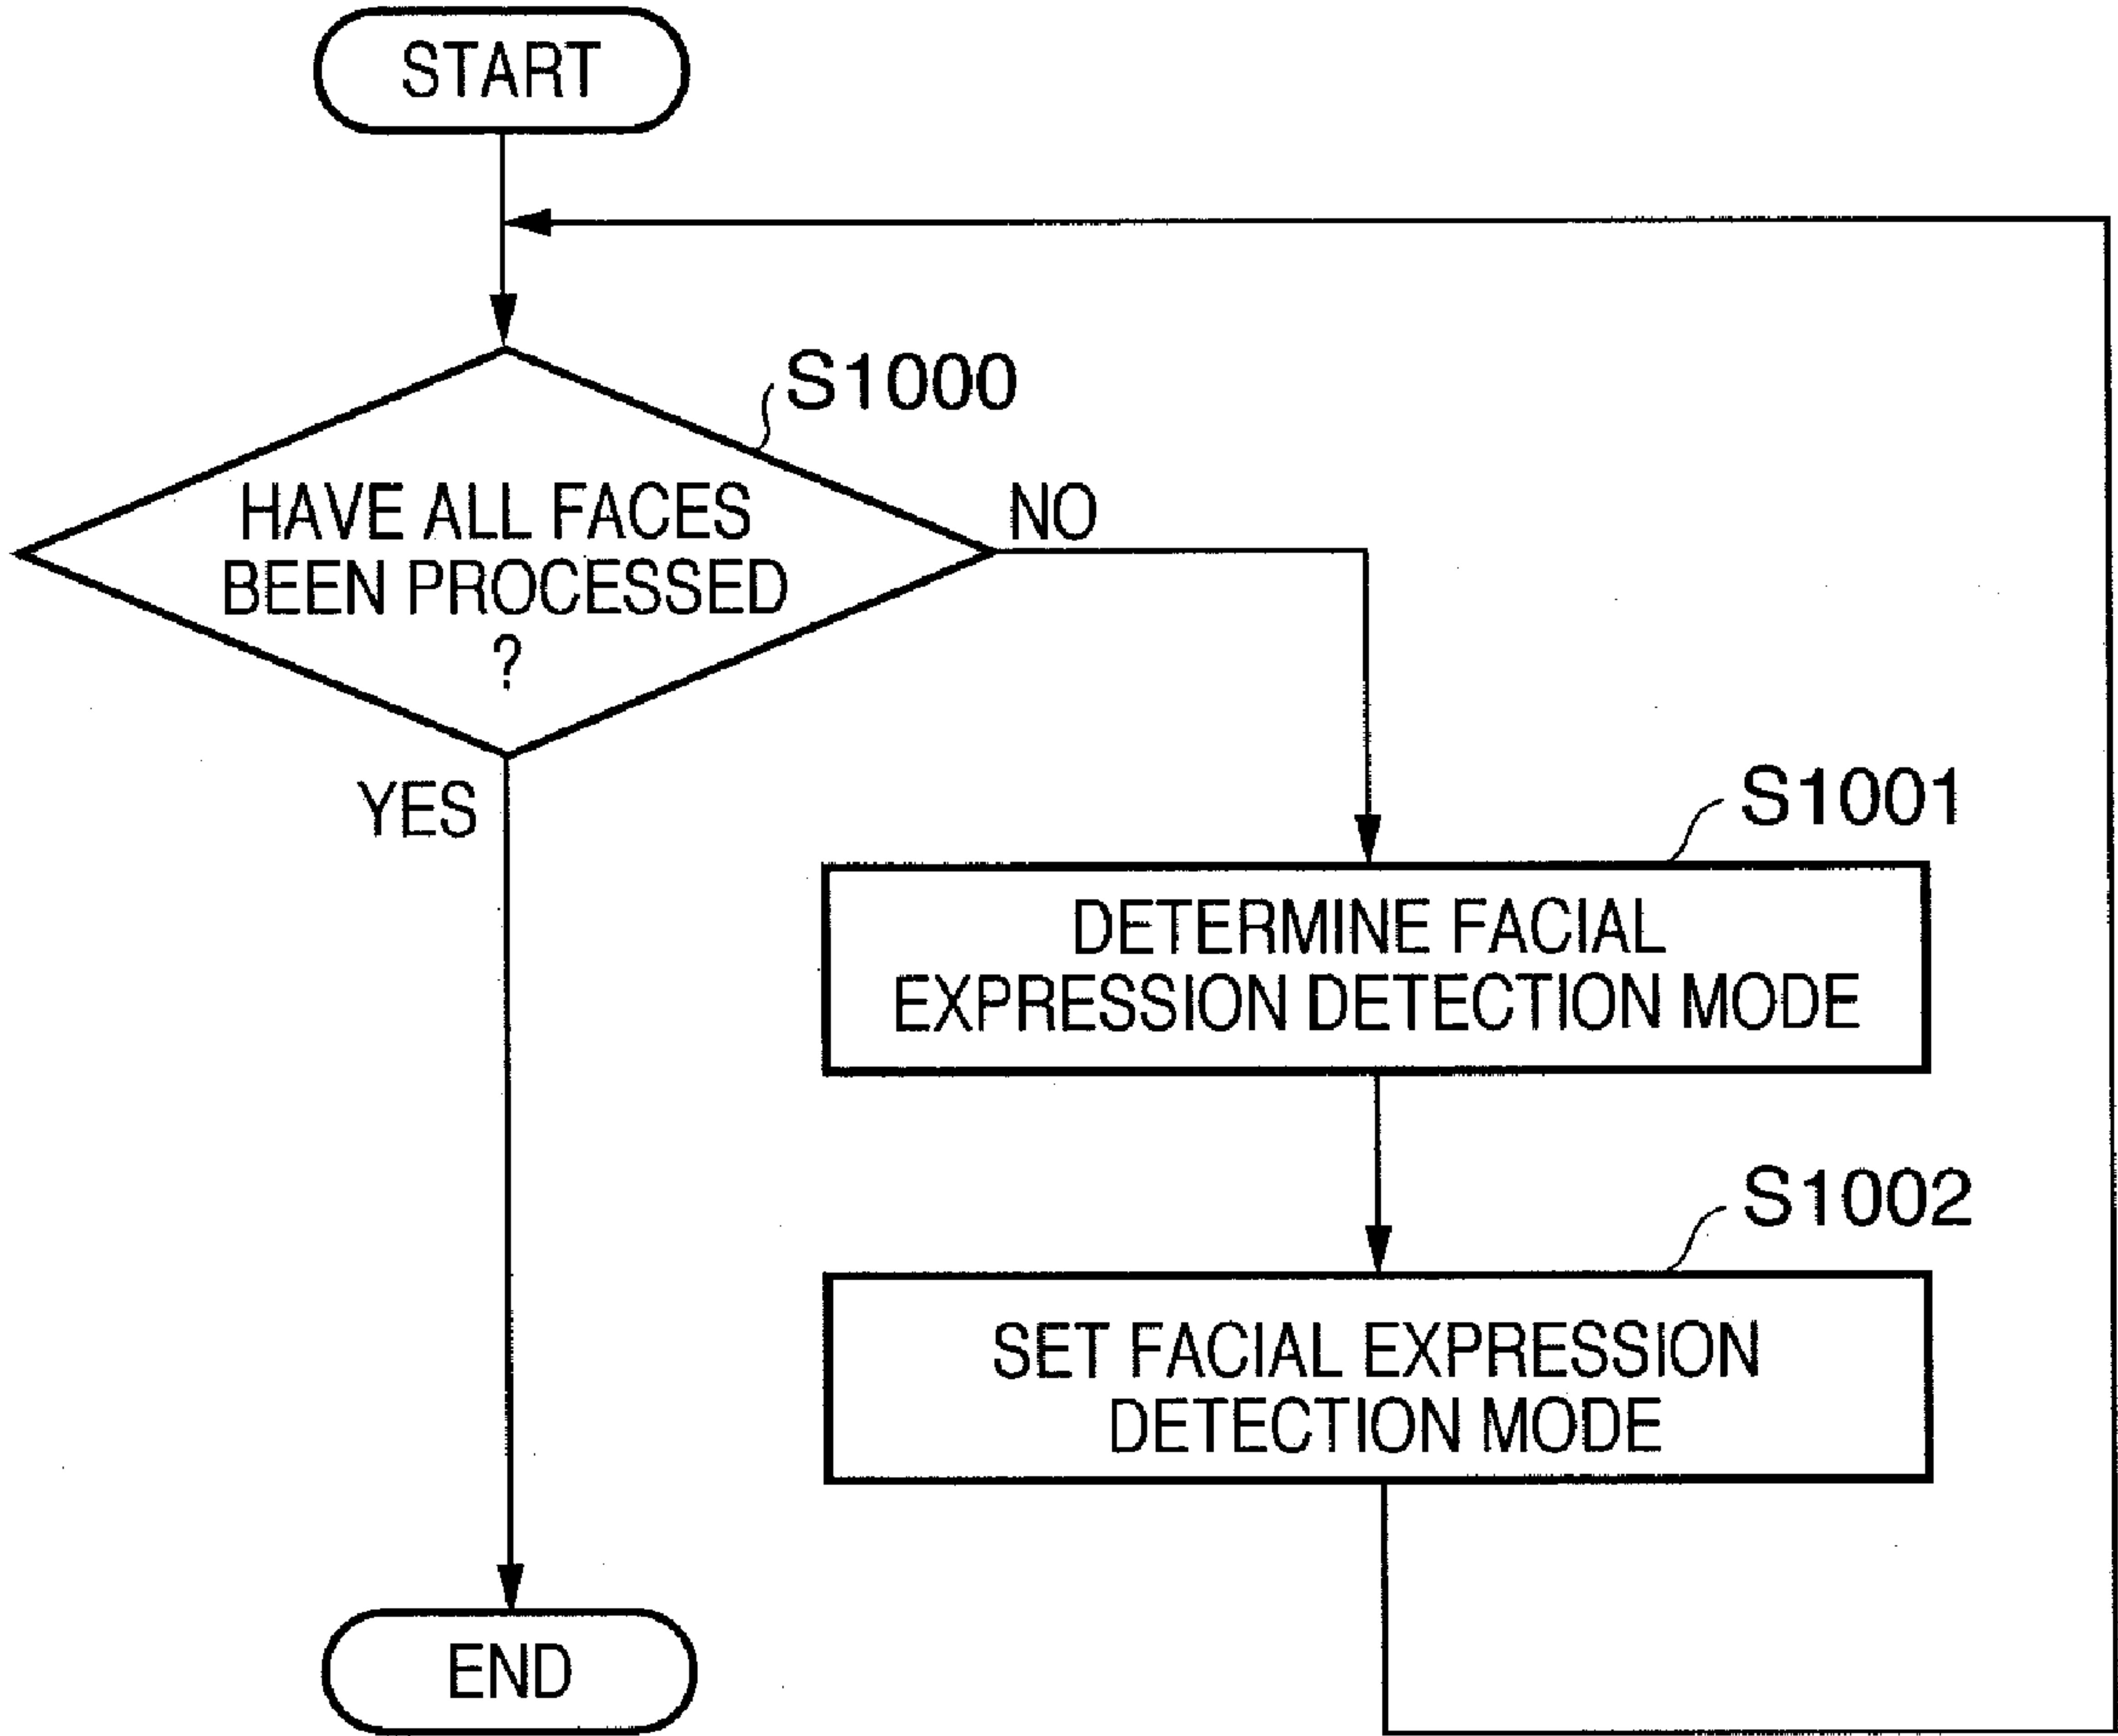 START
S1000
HAVE ALL FACES
BEEN PROCESSED
?
NO
YES
S1001
DETERMINE FACIAL
EXPRESSION DETECTION MODE
S1002
SET FACIAL EXPRESSION
DETECTION MODE
END